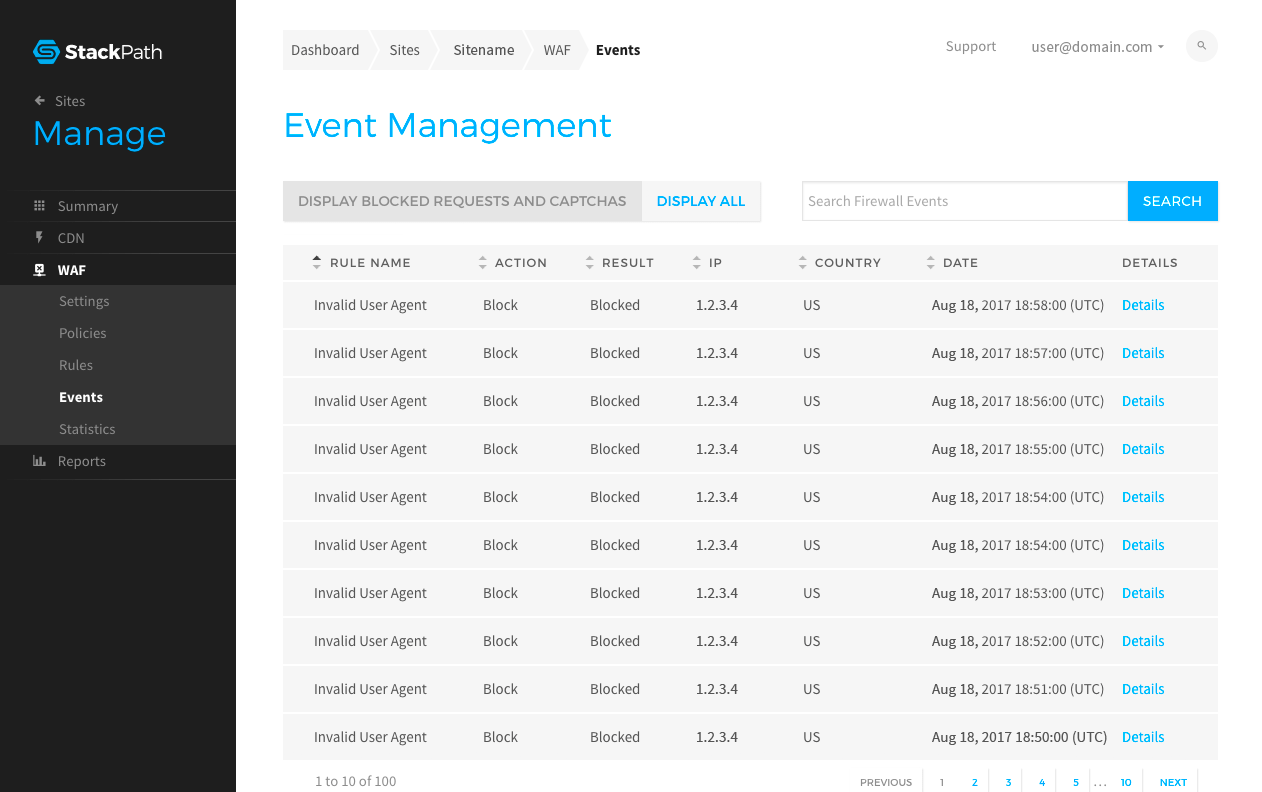 StackPath
Sites
Manage
Summary
CDN
WAF
Settings
Policies
Rules
Events
Statistics
Reports
Dashboard Sites Sitename WAF Events
Support user@domain.com
Event Management
DISPLAY BLOCKED REQUESTS AND CAPTCHAS DISPLAY ALL Search Firewall Events SEARCH
RULE NAME ACTION RESULT IP COUNTRY DATE DETAILS
Invalid User Agent Block Blocked 1.2.3.4 US Aug 18, 2017 18:58:00 (UTC) Details
Invalid User Agent Block Blocked 1.2.3.4 US Aug 18, 2017 18:57:00 (UTC) Details
Invalid User Agent Block Blocked 1.2.3.4 US Aug 18, 2017 18:56:00 (UTC) Details
Invalid User Agent Block Blocked 1.2.3.4 US Aug 18, 2017 18:55:00 (UTC) Details
Invalid User Agent Block Blocked 1.2.3.4 US Aug 18, 2017 18:54:00 (UTC) Details
Invalid User Agent Block Blocked 1.2.3.4 US Aug 18, 2017 18:54:00 (UTC) Details
Invalid User Agent Block Blocked 1.2.3.4 US Aug 18, 2017 18:53:00 (UTC) Details
Invalid User Agent Block Blocked 1.2.3.4 US Aug 18, 2017 18:52:00 (UTC) Details
Invalid User Agent Block Blocked 1.2.3.4 US Aug 18, 2017 18:51:00 (UTC) Details
Invalid User Agent Block Blocked 1.2.3.4 US Aug 18, 2017 18:50:00 (UTC) Details
1 to 10 of 100 PREVIOUS 1 2 3 4 5 ... 10 NEXT